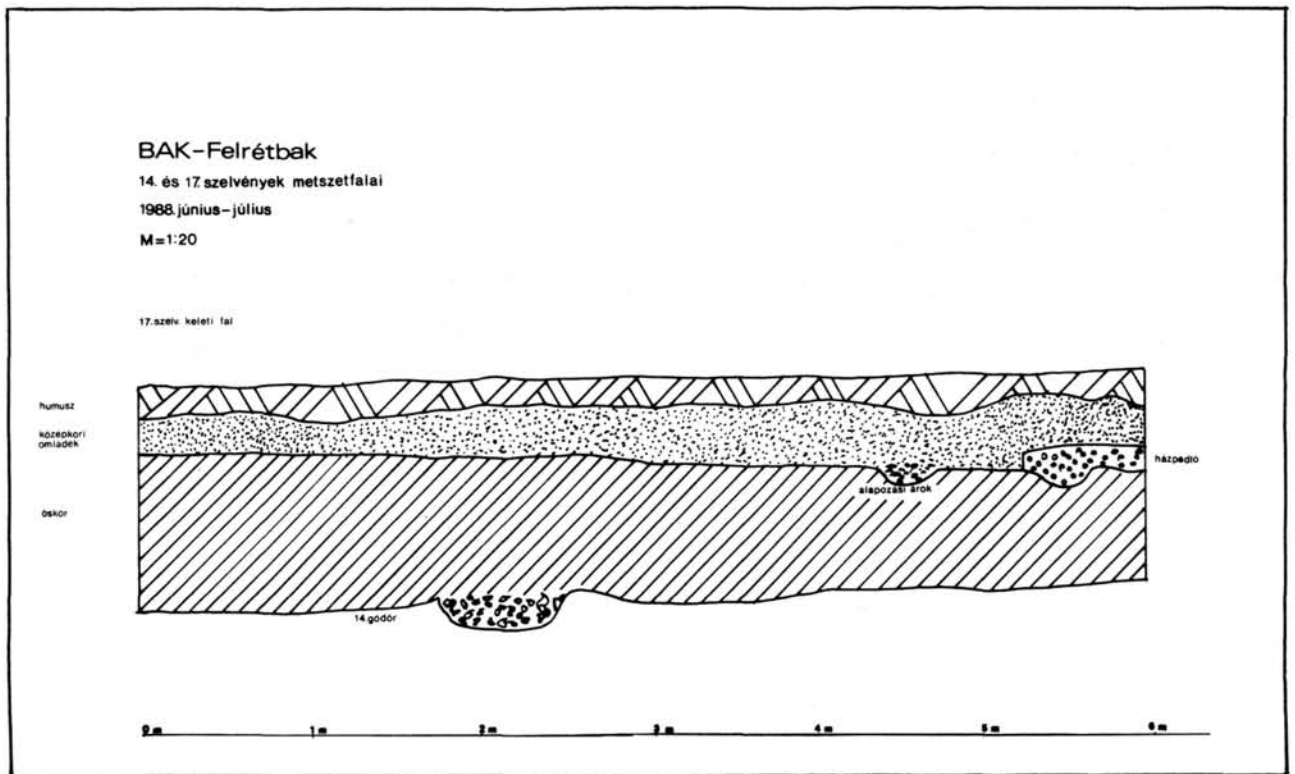 BAK-Felrétbak
14. és 17. szelvények metszetfalai
1988. június-július
M=1:20
17. szelv. keleti fal
humusz
középkori
omladék
házpadló
alapozási árok
őskor
14. gödör
0 m 1 m 2 m 3 m 4 m 5 m 6 m